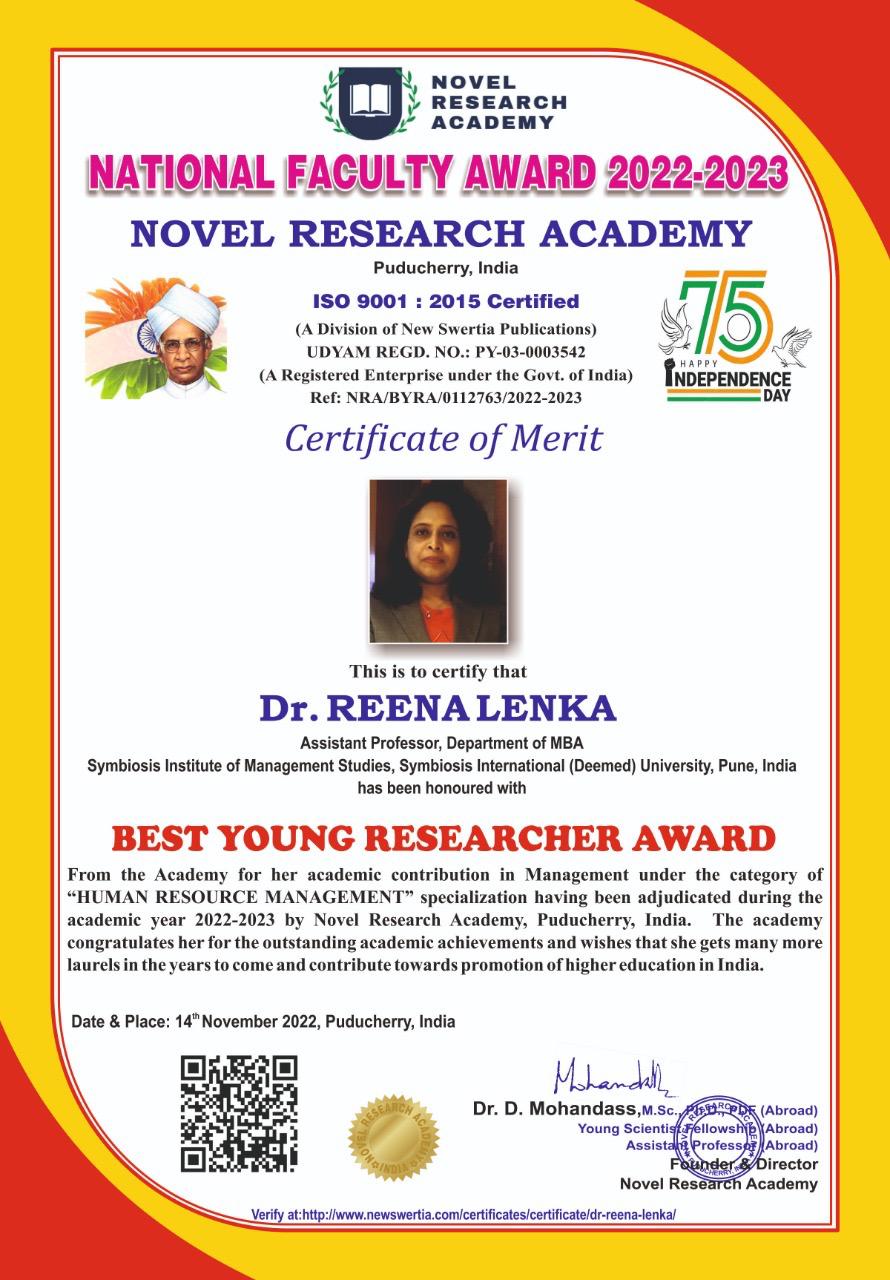 NOVEL
RESEARCH
ACADEMY
NATIONAL FACULTY AWARD 2022-2023
NOVEL RESEARCH ACADEMY
Puducherry, India
ISO 9001 : 2015 Certified
(A Division of New Swertia Publications)
UDYAM REGD. NO.: PY-03-0003542
(A Registered Enterprise under the Govt. of India)
Ref: NRA/BYRA/0112763/2022-2023
75
HAPPY
INDEPENDENCE
DAY
Certificate of Merit
This is to certify that
Dr. REENA LENKA
Assistant Professor, Department of MBA
Symbiosis Institute of Management Studies, Symbiosis International (Deemed) University, Pune, India
has been honoured with
BEST YOUNG RESEARCHER AWARD
From the Academy for her academic contribution in Management under the category of
“HUMAN RESOURCE MANAGEMENT” specialization having been adjudicated during the
academic year 2022-2023 by Novel Research Academy, Puducherry, India. The academy
congratulates her for the outstanding academic achievements and wishes that she gets many more
laurels in the years to come and contribute towards promotion of higher education in India.
Date & Place: 14th November 2022, Puducherry, India
NOVEL RESEARCH ACADEMY
INDIA
Dr. D. Mohandass, M.Sc., Ph.D., PDF (Abroad)
Young Scientist Fellowship (Abroad)
Assistant Professor (Abroad)
Founder & Director
Novel Research Academy
NOVEL RESEARCH ACADEMY
PUDUCHERRY, INDIA
Verify at:http://www.newswertia.com/certificates/certificate/dr-reena-lenka/